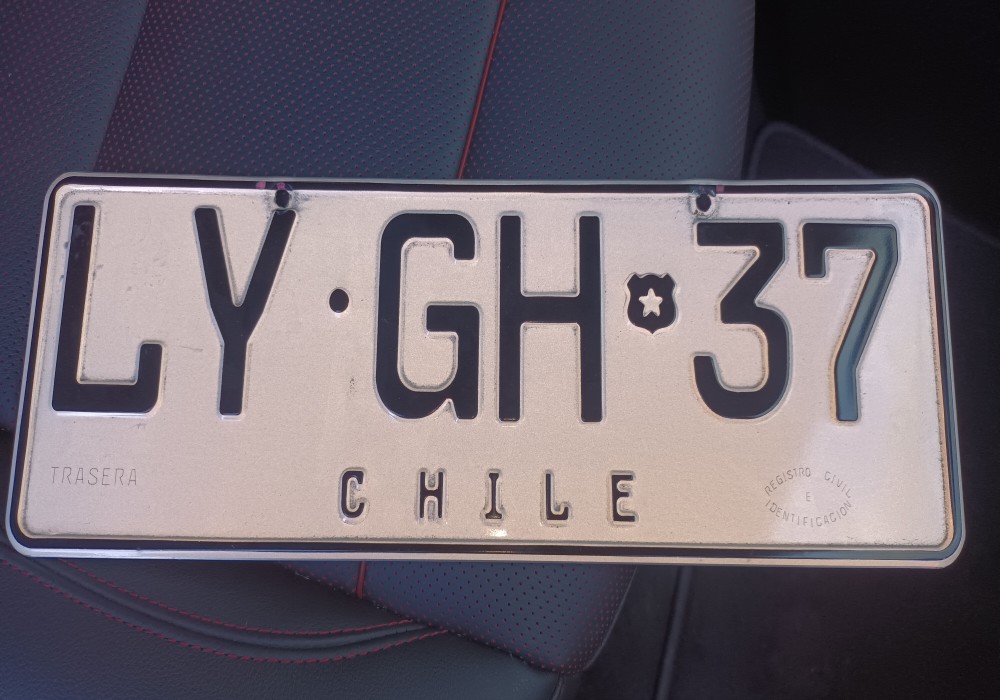 LY·GH 37
TRASERA
CHILE
REGISTRO CIVIL
E
IDENTIFICACION